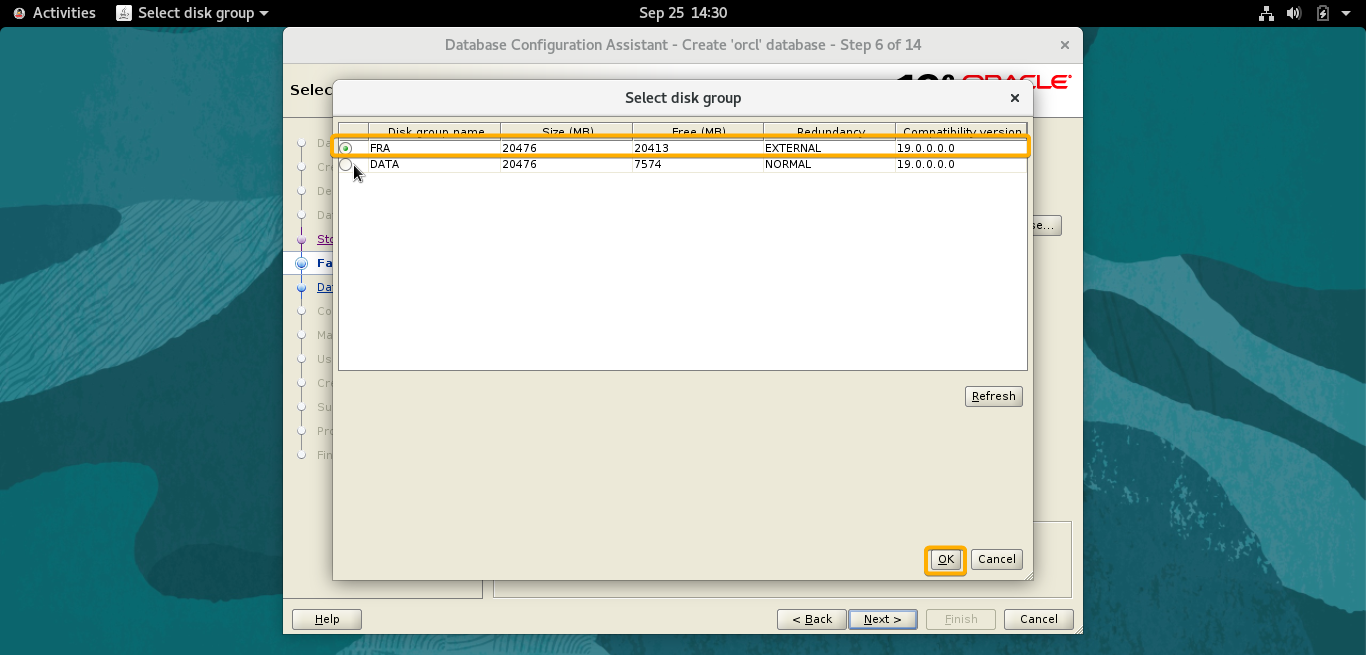 Activities Select disk group Sep 25 14:30
Database Configuration Assistant - Create 'orcl' database - Step 6 of 14
Select disk group
Disk group name Size (MB) Free (MB) Redundancy Compatibility version
FRA 20476 20413 EXTERNAL 19.0.0.0.0
DATA 20476 7574 NORMAL 19.0.0.0.0
Refresh
OK Cancel
Help < Back Next > Finish Cancel